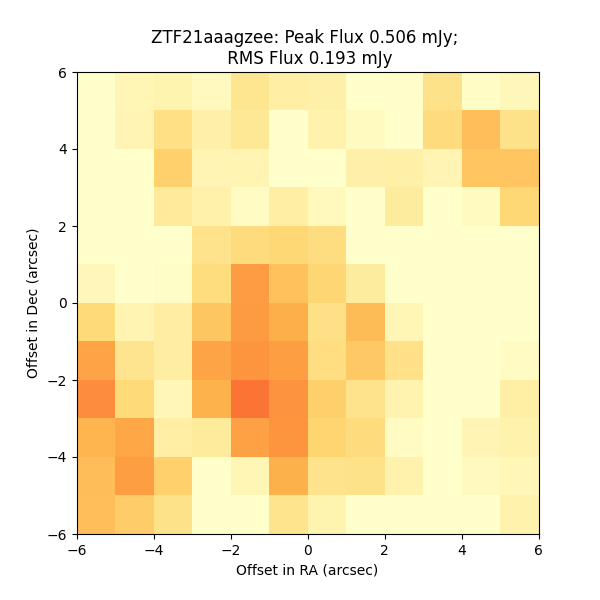 ZTF21aaagzee: Peak Flux 0.506 mJy;
RMS Flux 0.193 mJy
6
4
2
0
−2
−4
−6
Offset in Dec (arcsec)
−6 −4 −2 0 2 4 6
Offset in RA (arcsec)